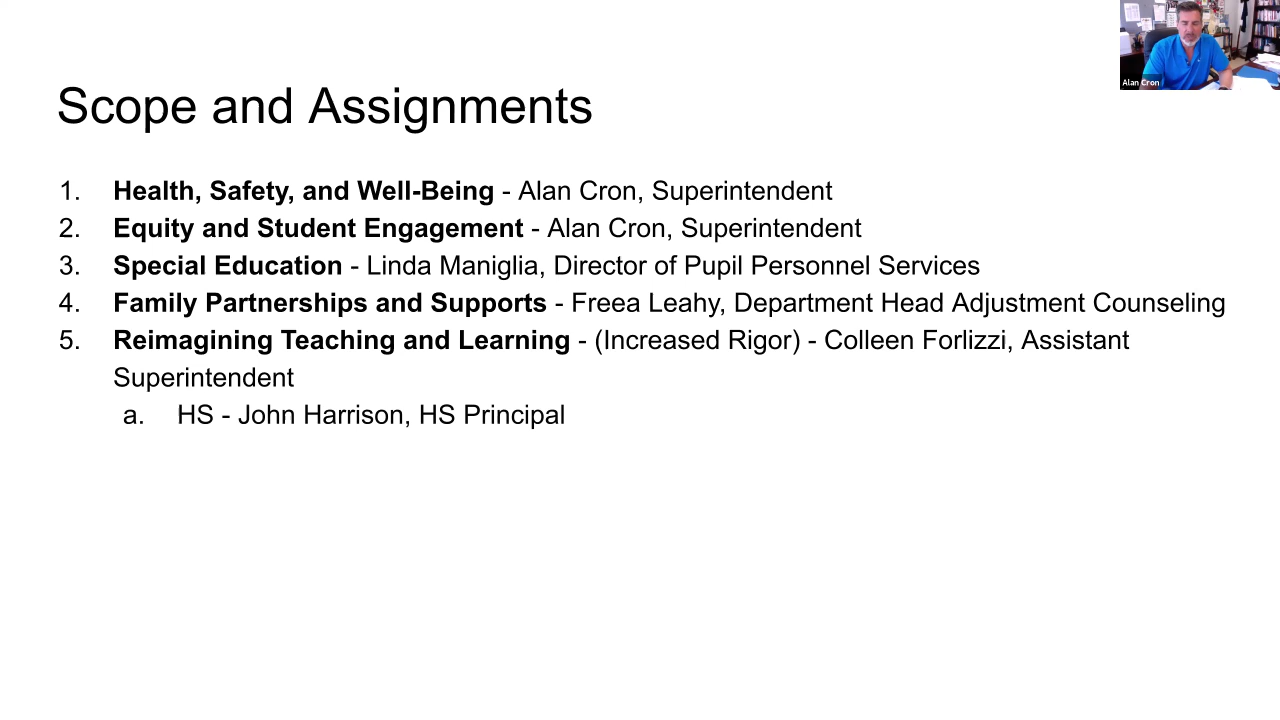 Alan Cron
Scope and Assignments
1. Health, Safety, and Well-Being - Alan Cron, Superintendent
2. Equity and Student Engagement - Alan Cron, Superintendent
3. Special Education - Linda Maniglia, Director of Pupil Personnel Services
4. Family Partnerships and Supports - Freea Leahy, Department Head Adjustment Counseling
5. Reimagining Teaching and Learning - (Increased Rigor) - Colleen Forlizzi, Assistant
Superintendent
a. HS - John Harrison, HS Principal